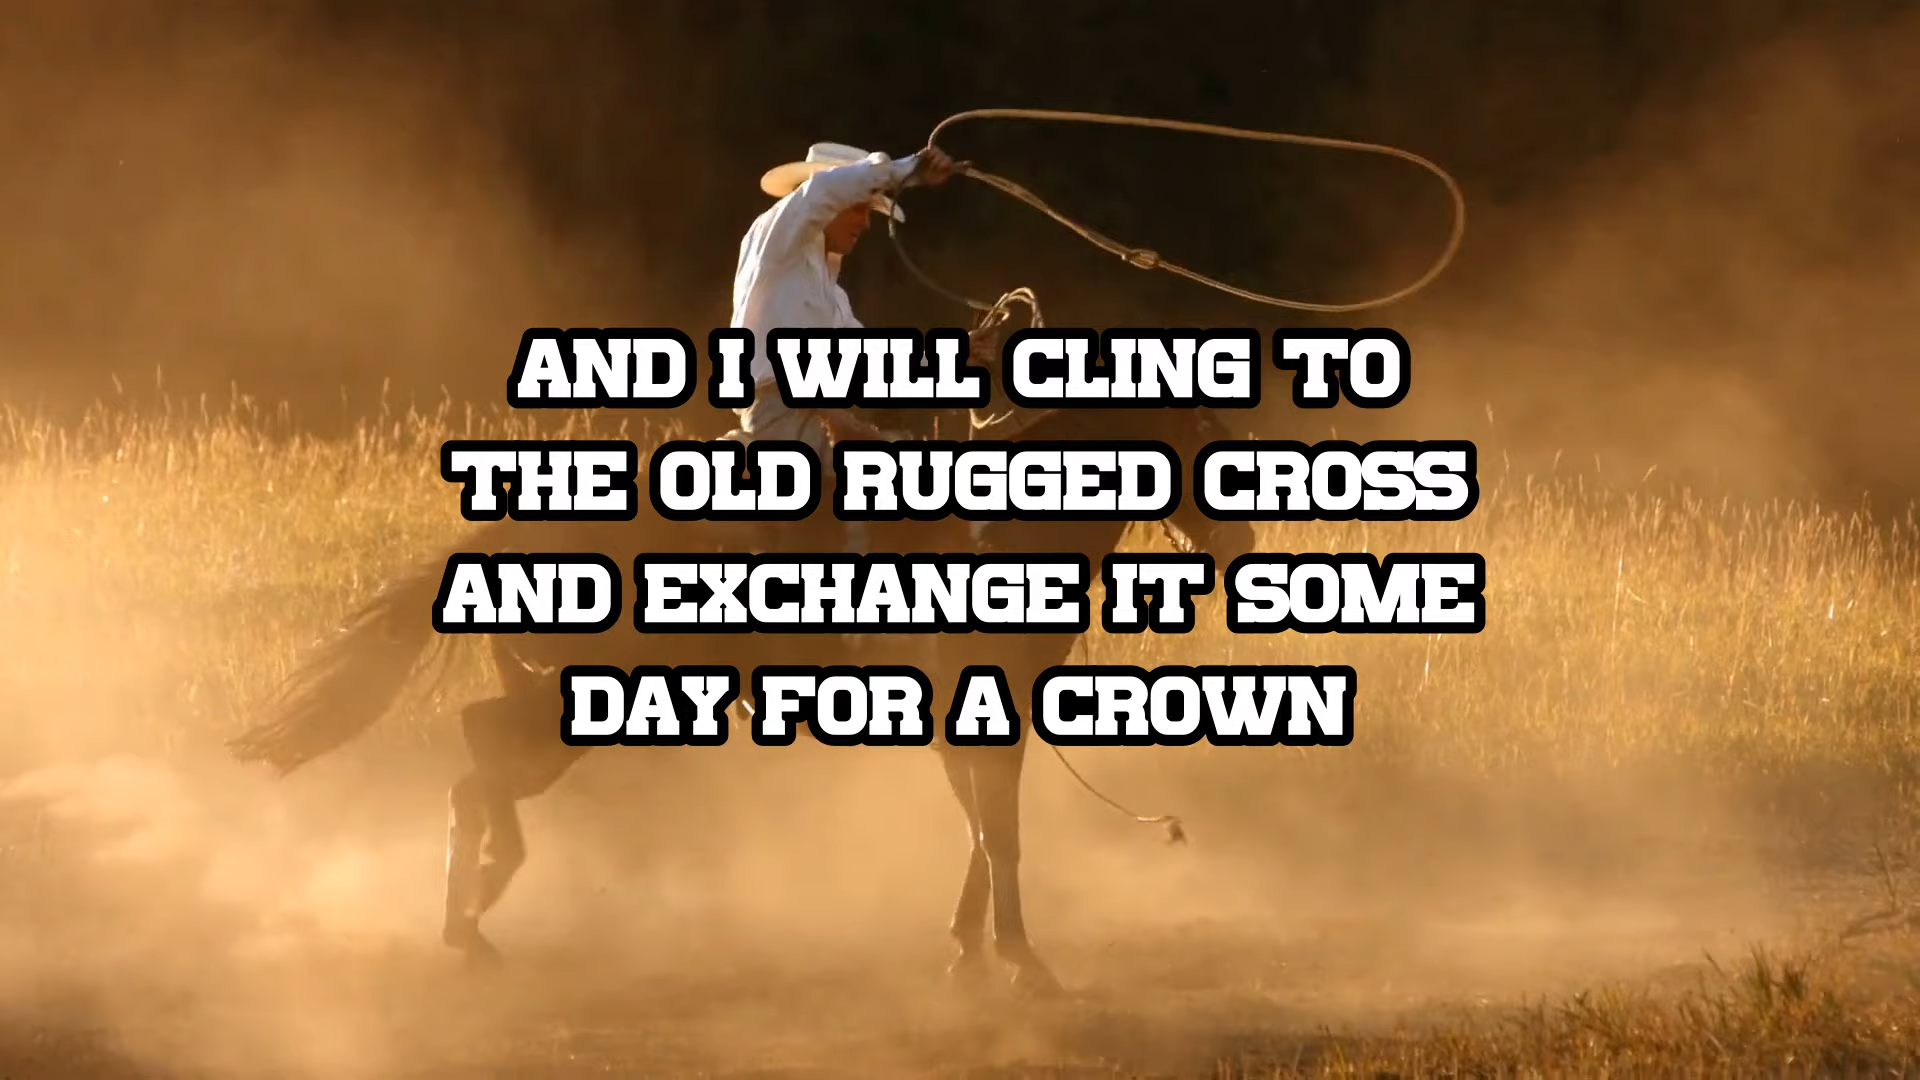 AND I WILL CLING TO
THE OLD RUGGED CROSS
AND EXCHANGE IT SOME
DAY FOR A CROWN